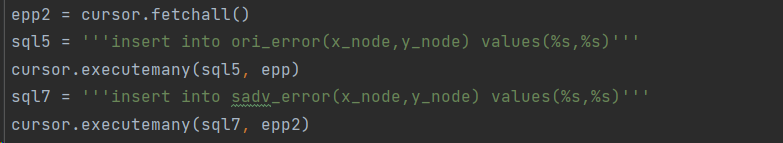 epp2 = cursor.fetchall()
sql5 = '''insert into ori_error(x_node,y_node) values(%s,%s)'''
cursor.executemany(sql5, epp)
sql7 = '''insert into sadv_error(x_node,y_node) values(%s,%s)'''
cursor.executemany(sql7, epp2)